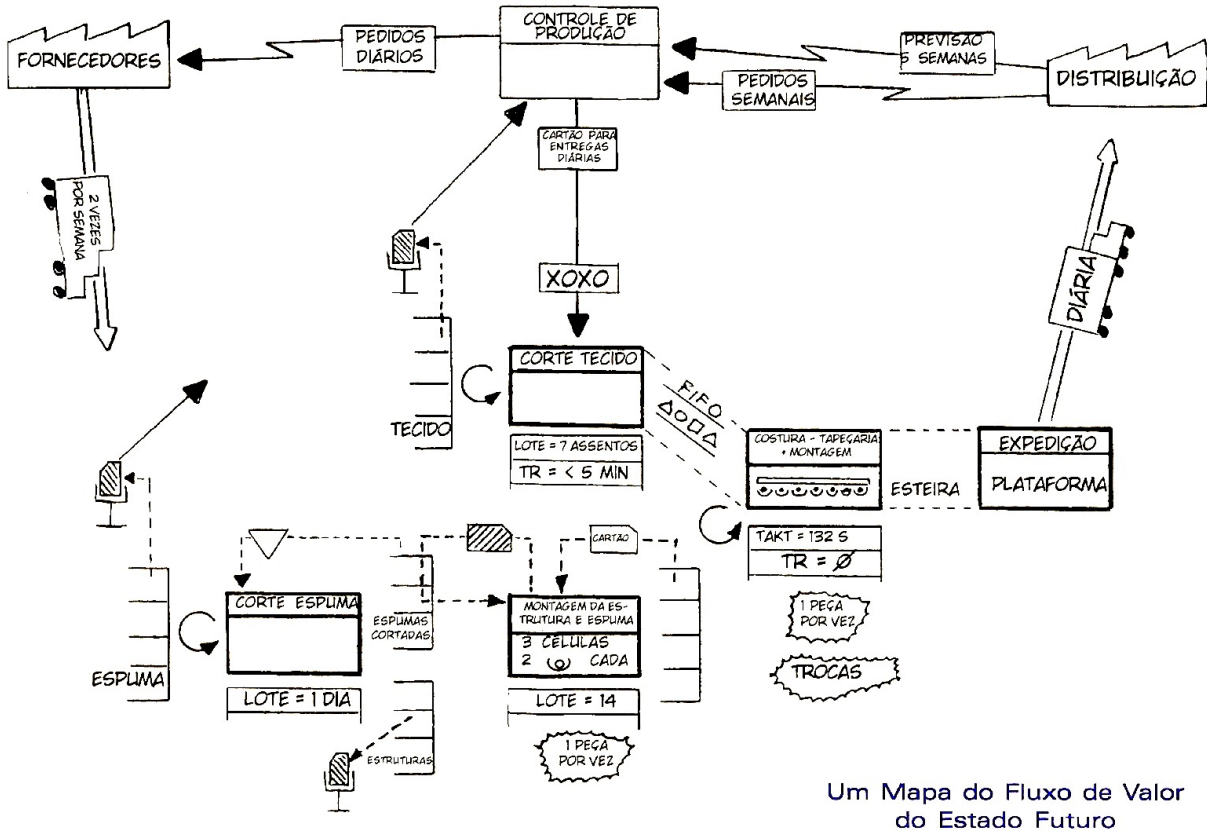 FORNECEDORES
PEDIDOS
DIÁRIOS
CONTROLE DE
PRODUÇÃO
PREVISÃO
5 SEMANAS
PEDIDOS
SEMANAIS
DISTRIBUIÇÃO
2 VEZES
POR SEMANA
CARTÃO PARA
ENTREGAS
DIÁRIAS
XOXO
DIÁRIA
TECIDO
CORTE TECIDO
LOTE = 7 ASSENTOS
TR = < 5 MIN
FIFO
COSTURA - TAPEÇARIA
+ MONTAGEM
ESTEIRA
TAKT = 132 S
TR = Ø
1 PEÇA
POR VEZ
TROCAS
EXPEDIÇÃO
PLATAFORMA
ESPUMA
CORTE ESPUMA
LOTE = 1 DIA
ESPUMAS
CORTADAS
ESTRUTURAS
CARTÃO
MONTAGEM DA ES-
TRUTURA E ESPUMA
3 CÉLULAS
2 CADA
LOTE = 14
1 PEÇA
POR VEZ
Um Mapa do Fluxo de Valor
do Estado Futuro